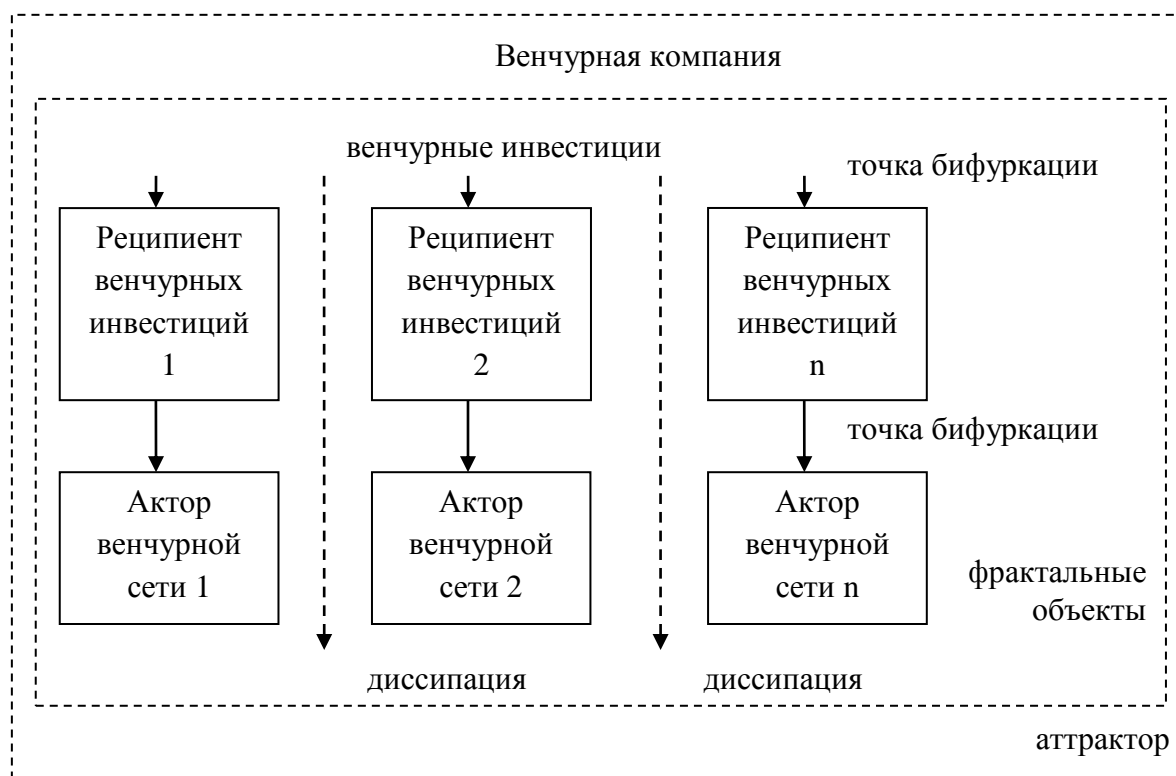 Венчурная компания
венчурные инвестиции
точка бифуркации
Реципиент
венчурных
инвестиций
1
Реципиент
венчурных
инвестиций
2
Реципиент
венчурных
инвестиций
n
точка бифуркации
Актор
венчурной
сети 1
Актор
венчурной
сети 2
Актор
венчурной
сети n
фрактальные
объекты
диссипация
диссипация
аттрактор